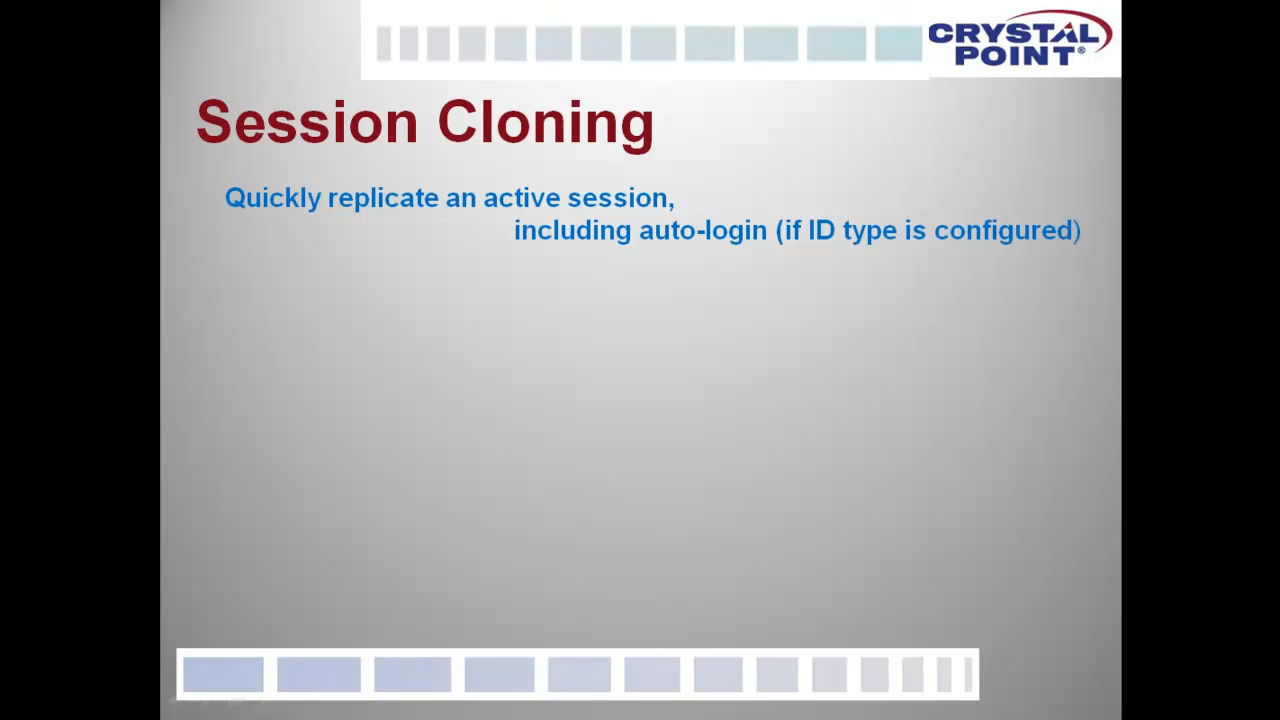 CRYSTAL
POINT®
Session Cloning
Quickly replicate an active session,
including auto-login (if ID type is configured)